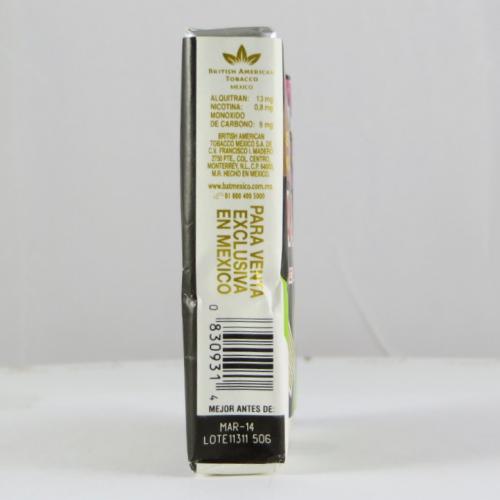 BRITISH AMERICAN
TOBACCO
MEXICO
ALQUITRAN: 13 mg
NICOTINA: 0,8 mg
MONOXIDO
DE CARBONO: 9 mg
BRITISH AMERICAN
TOBACCO MEXICO S.A. DE
C.V. FRANCISCO I. MADERO
2750 PTE., COL. CENTRO,
MONTERREY, N.L., C.P. 64000,
M.R. HECHO EN MEXICO.
www.batmexico.com.mx
01 800 400 5000
PARA VENTA
EXCLUSIVA
EN MEXICO
0 830931 4
MEJOR ANTES DE:
MAR-14
LOTE11311 506